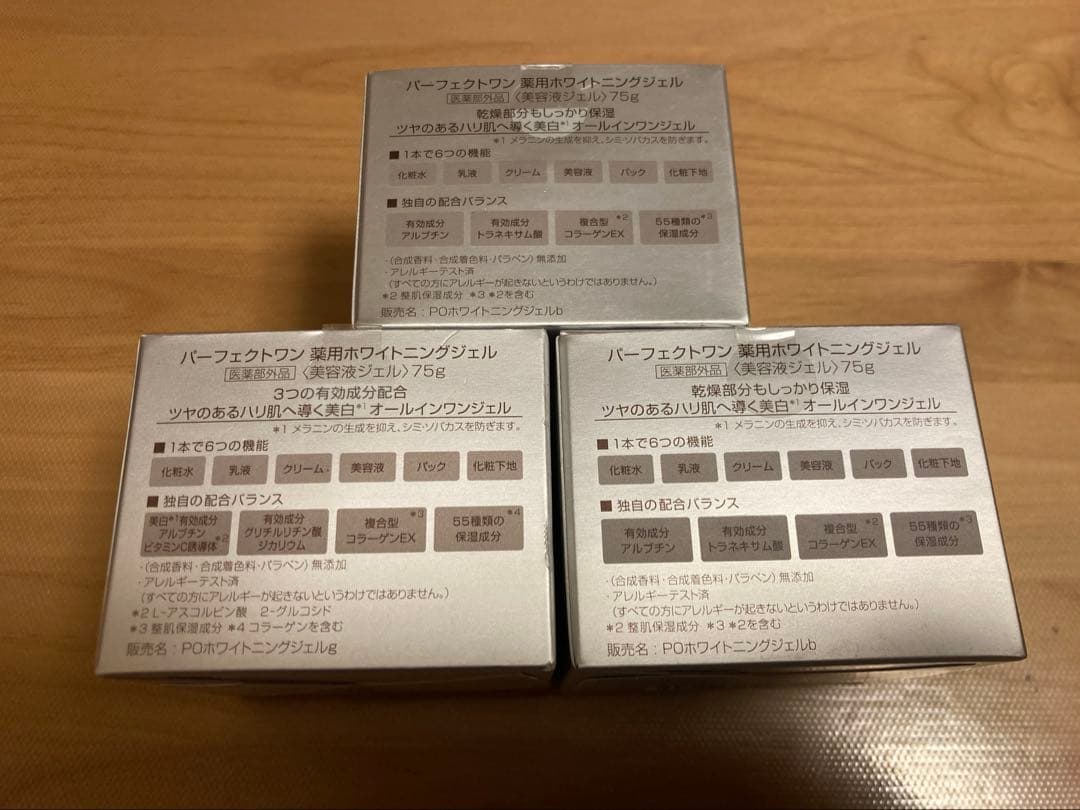 パーフェクトワン 薬用ホワイトニングジェル
医薬部外品 〈美容液ジェル〉75g
乾燥部分もしっかり保湿
ツヤのあるハリ肌へ導く美白*1 オールインワンジェル
*1 メラニンの生成を抑え、シミ・ソバカスを防ぎます。
■ 1本で6つの機能
化粧水 乳液 クリーム 美容液 パック 化粧下地
■ 独自の配合バランス
有効成分 有効成分 複合型*2 55種類の*3
アルブチン トラネキサム酸 コラーゲンEX 保湿成分
・(合成香料・合成着色料・パラベン)無添加
・アレルギーテスト済
(すべての方にアレルギーが起きないというわけではありません。)
*2 整肌保湿成分 *3 *2を含む
販売名:POホワイトニングジェルb
パーフェクトワン 薬用ホワイトニングジェル
医薬部外品 〈美容液ジェル〉75g
3つの有効成分配合
ツヤのあるハリ肌へ導く美白*1 オールインワンジェル
*1 メラニンの生成を抑え、シミ・ソバカスを防ぎます。
■ 1本で6つの機能
化粧水 乳液 クリーム 美容液 パック 化粧下地
■ 独自の配合バランス
美白*1有効成分 有効成分 複合型*3 55種類の*4
アルブチン グリチルリチン酸 コラーゲンEX 保湿成分
ビタミンC誘導体*2 ジカリウム
・(合成香料・合成着色料・パラベン)無添加
・アレルギーテスト済
(すべての方にアレルギーが起きないというわけではありません。)
*2 L-アスコルビン酸 2-グルコシド
*3 整肌保湿成分 *4 コラーゲンを含む
販売名:POホワイトニングジェルg
パーフェクトワン 薬用ホワイトニングジェル
医薬部外品 〈美容液ジェル〉75g
乾燥部分もしっかり保湿
ツヤのあるハリ肌へ導く美白*1 オールインワンジェル
*1 メラニンの生成を抑え、シミ・ソバカスを防ぎます。
■ 1本で6つの機能
化粧水 乳液 クリーム 美容液 パック 化粧下地
■ 独自の配合バランス
有効成分 有効成分 複合型*2 55種類の*3
アルブチン トラネキサム酸 コラーゲンEX 保湿成分
・(合成香料・合成着色料・パラベン)無添加
・アレルギーテスト済
(すべての方にアレルギーが起きないというわけではありません。)
*2 整肌保湿成分 *3 *2を含む
販売名:POホワイトニングジェルb